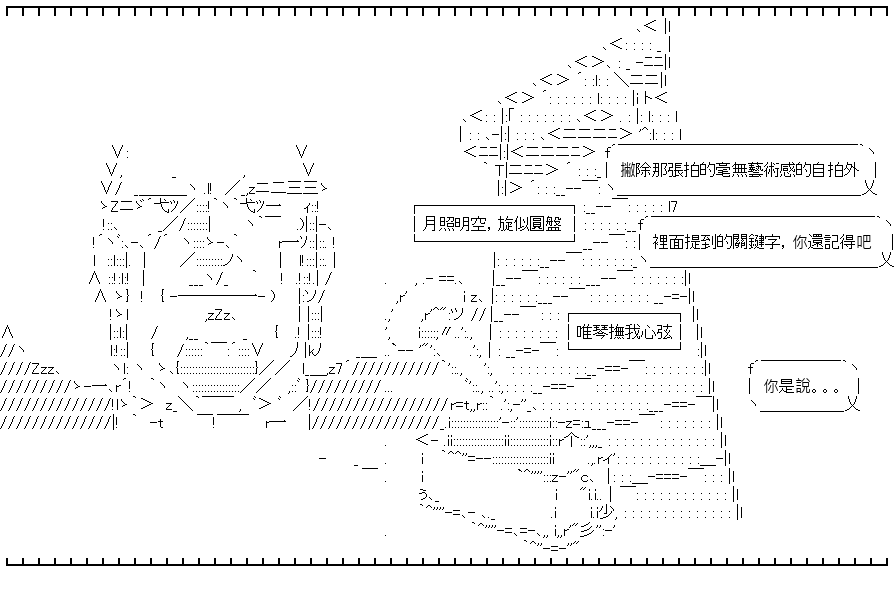 撇除那張拍的毫無藝術感的自拍外
月照明空，旋似圓盤
裡面提到的關鍵字，你還記得吧
唯琴撫我心弦
你是說。。。